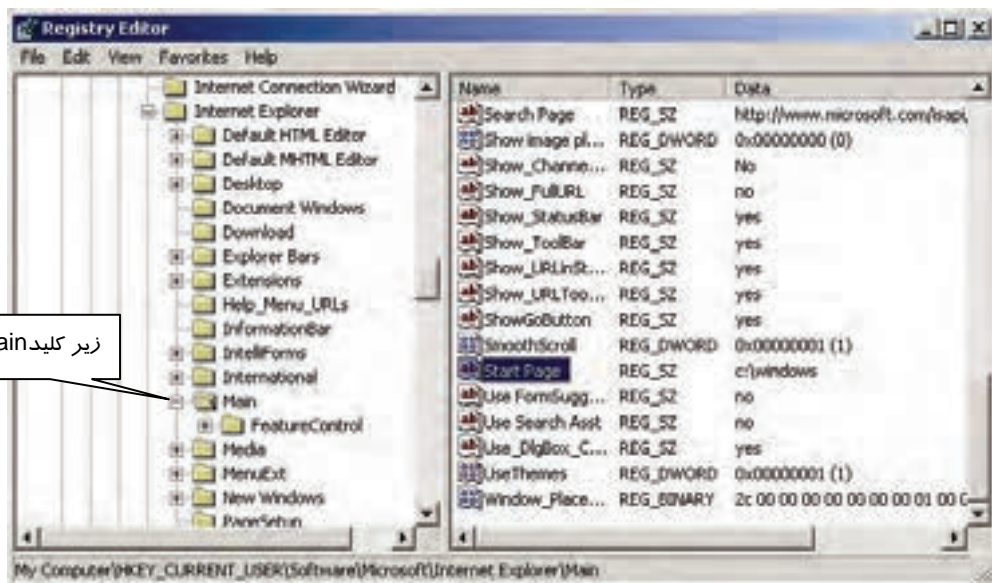 Registry Editor
File Edit View Favorites Help
Internet Connection Wizard
Internet Explorer
Default HTML Editor
Default MHTML Editor
Desktop
Document Windows
Download
Explorer Bars
Extensions
Help_Menu_URLs
InformationBar
IntelliForms
International
Main
FeatureControl
Media
MenuExt
New Windows
PageSetup
زیر کلیدain
Name Type Data
Search Page REG_SZ http://www.microsoft.com/isapi,
Show image pl... REG_DWORD 0x00000000 (0)
Show_Channe... REG_SZ No
Show_FullURL REG_SZ no
Show_StatusBar REG_SZ yes
Show_ToolBar REG_SZ yes
Show_URLinSt... REG_SZ yes
Show_URLToo... REG_SZ yes
ShowGoButton REG_SZ yes
SmoothScroll REG_DWORD 0x00000001 (1)
Start Page REG_SZ c:\windows
Use FormSugg... REG_SZ no
Use Search Asst REG_SZ no
Use_DlgBox_C... REG_SZ yes
UseThemes REG_DWORD 0x00000001 (1)
Window_Place... REG_BINARY 2c 00 00 00 00 00 00 00 01 00 0
My Computer\HKEY_CURRENT_USER\Software\Microsoft\Internet Explorer\Main